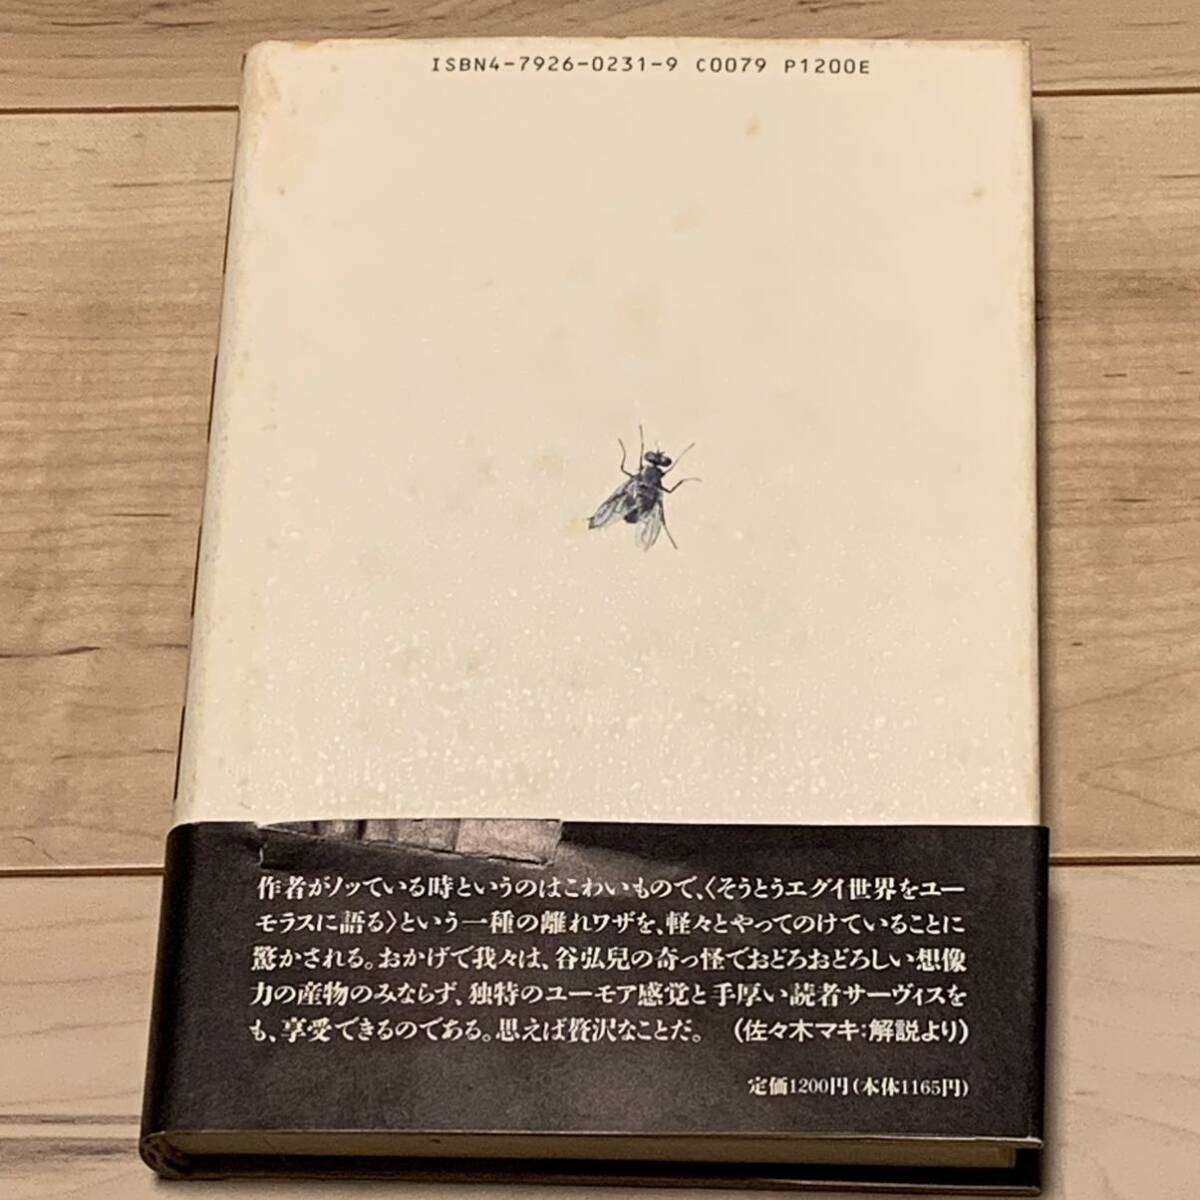 ISBN4-7926-0231-9 C0079 P1200E
作者がノッている時というのはこわいもので、〈そうとうエグイ世界をユー
モラスに語る〉という一種の離れワザを、軽々とやってのけていることに
驚かされる。おかげで我々は、谷弘兒の奇っ怪でおどろおどろしい想像
力の産物のみならず、独特のユーモア感覚と手厚い読者サーヴィスを
も、享受できるのである。思えば贅沢なことだ。 (佐々木マキ:解説より)
定価1200円(本体1165円)